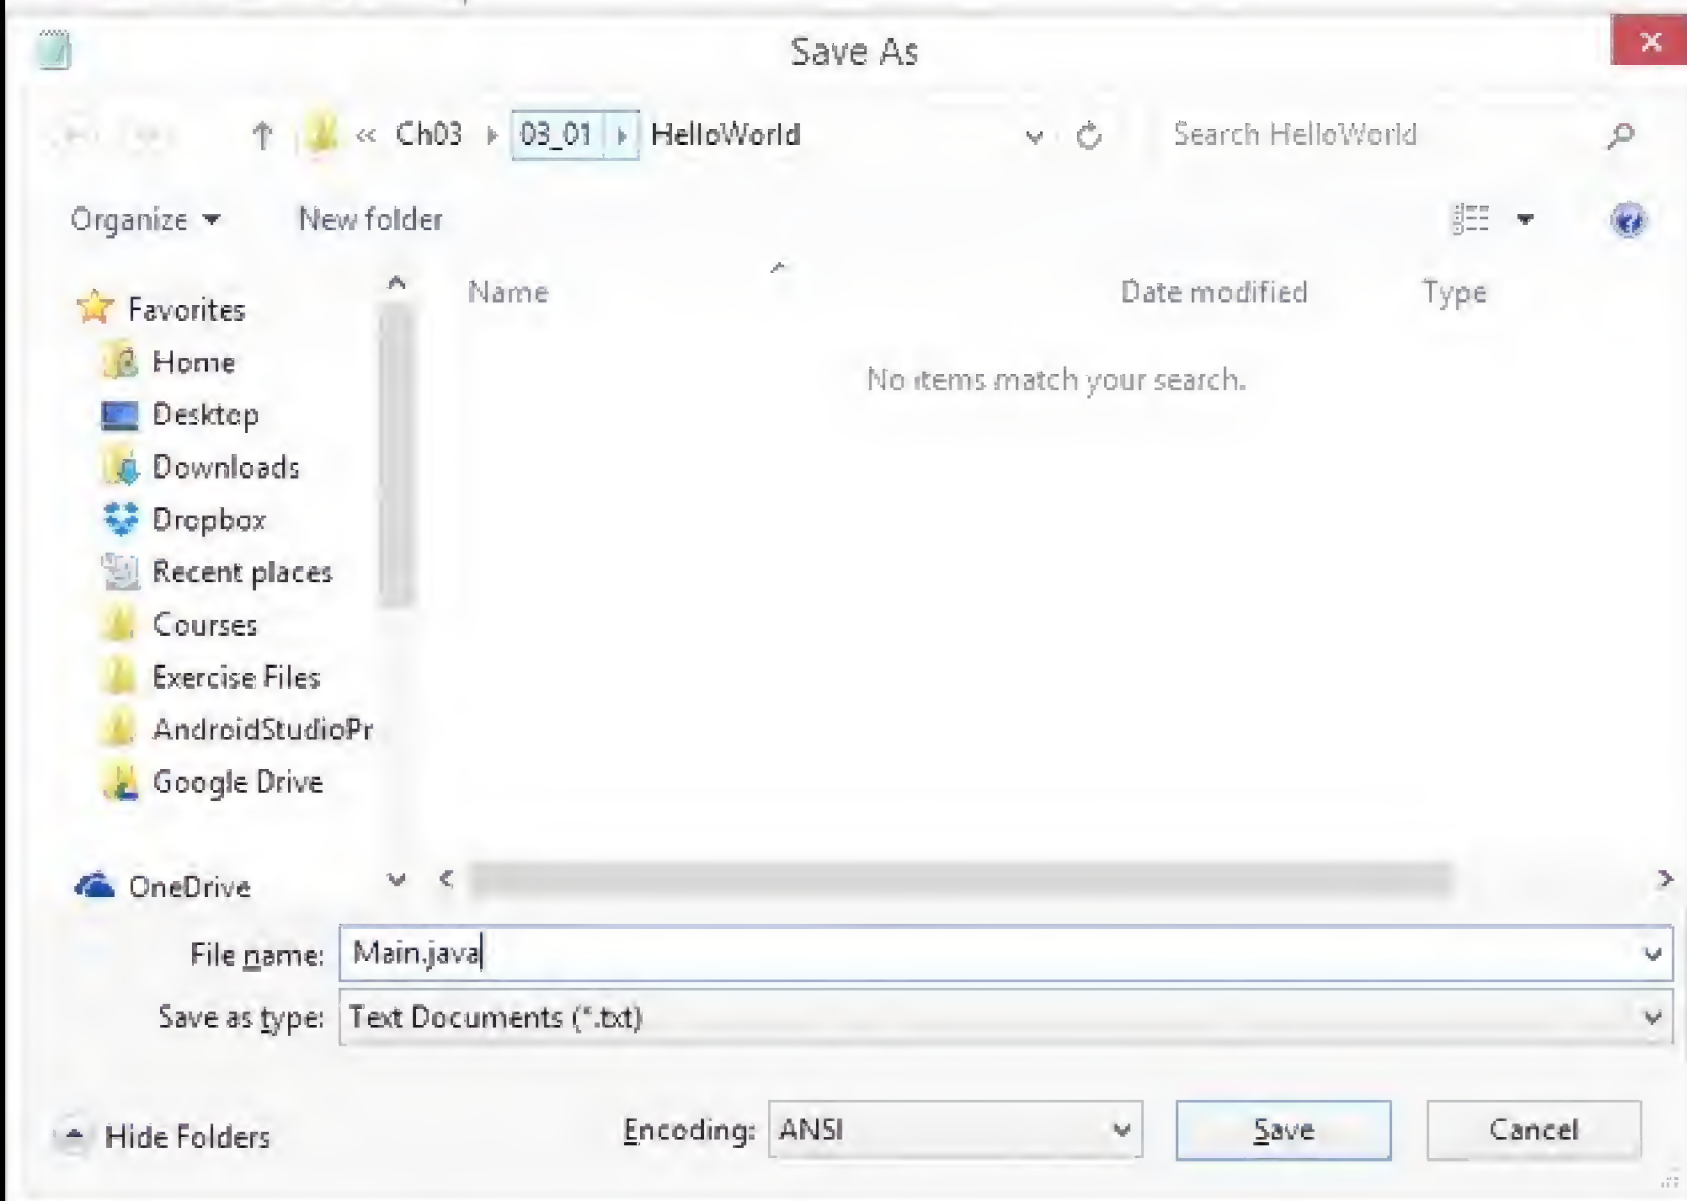 Save As
« Ch03 03_01 HelloWorld Search HelloWorld
Organize New folder
Name Date modified Type
No items match your search.
Favorites
Home
Desktop
Downloads
Dropbox
Recent places
Courses
Exercise Files
AndroidStudioPr
Google Drive
OneDrive
File name: Main.java
Save as type: Text Documents (*.txt)
Hide Folders Encoding: ANSI Save Cancel